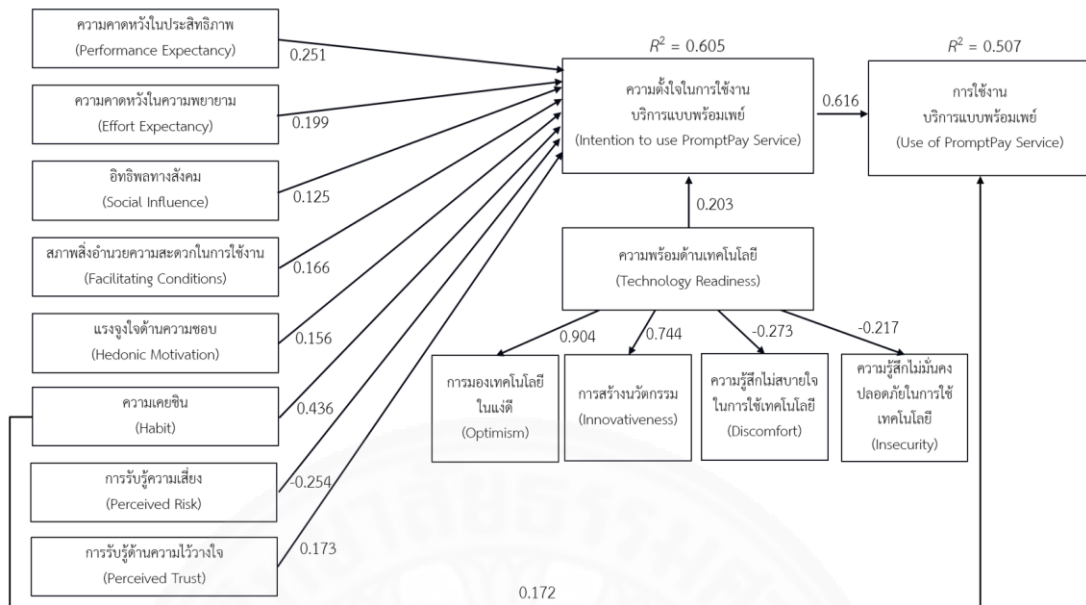 ความคาดหวังในประสิทธิภาพ
(Performance Expectancy)
0.251
ความคาดหวังในความพยายาม
(Effort Expectancy)
0.199
อิทธิพลทางสังคม
(Social Influence)
0.125
สภาพสิ่งอำนวยความสะดวกในการใช้งาน
(Facilitating Conditions)
0.166
แรงจูงใจด้านความชอบ
(Hedonic Motivation)
0.156
ความเคยชิน
(Habit)
0.436
การรับรู้ความเสี่ยง
(Perceived Risk)
-0.254
การรับรู้ด้านความไว้วางใจ
(Perceived Trust)
0.173
R² = 0.605
ความตั้งใจในการใช้งาน
บริการแบบพร้อมเพย์
(Intention to use PromptPay Service)
0.616
R² = 0.507
การใช้งาน
บริการแบบพร้อมเพย์
(Use of PromptPay Service)
0.203
ความพร้อมด้านเทคโนโลยี
(Technology Readiness)
0.904
0.744
-0.273
-0.217
การมองเทคโนโลยี
ในแง่ดี
(Optimism)
การสร้างนวัตกรรม
(Innovativeness)
ความรู้สึกไม่สบายใจ
ในการใช้เทคโนโลยี
(Discomfort)
ความรู้สึกไม่มั่นคง
ปลอดภัยในการใช้
เทคโนโลยี
(Insecurity)
0.172